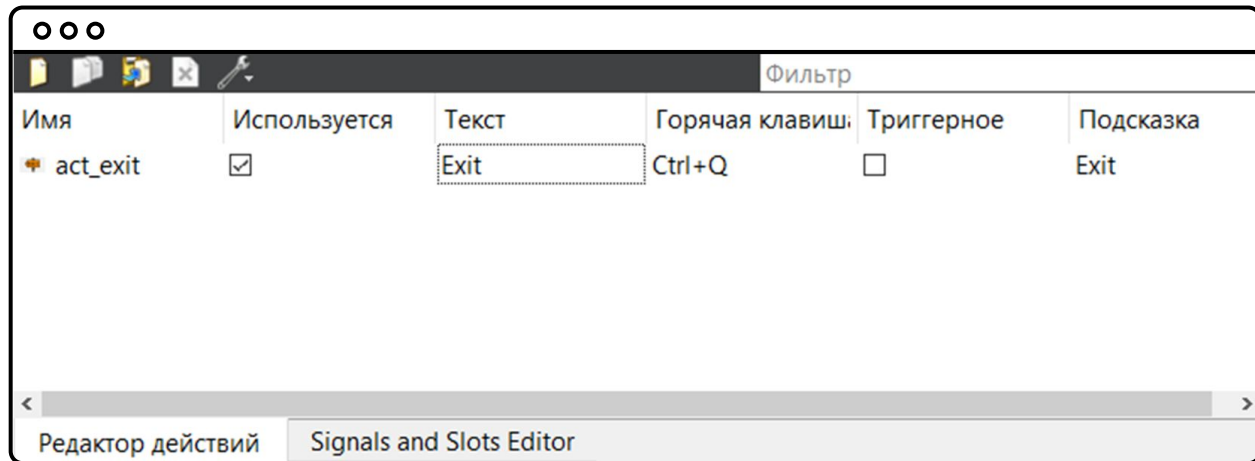 Фильтр
Имя Используется Текст Горячая клавиш Триггерное Подсказка
act_exit Exit Ctrl+Q Exit
Редактор действий Signals and Slots Editor